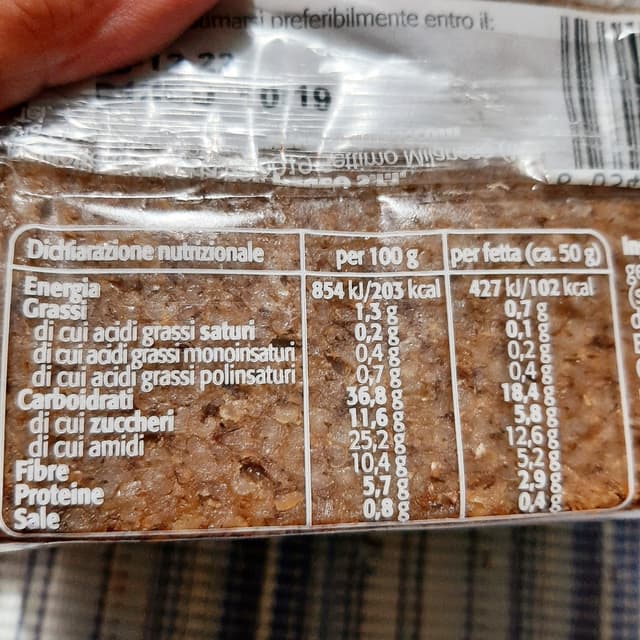 preferibilmente entro il:
0 19
Dichiarazione nutrizionale per 100 g per fetta (ca. 50 g)
Energia 854 kJ/203 kcal 427 kJ/102 kcal
Grassi 1,3 g 0,7 g
di cui acidi grassi saturi 0,2 g 0,1 g
di cui acidi grassi monoinsaturi 0,4 g 0,2 g
di cui acidi grassi polinsaturi 0,7 g 0,4 g
Carboidrati 36,8 g 18,4 g
di cui zuccheri 11,6 g 5,8 g
di cui amidi 25,2 g 12,6 g
Fibre 10,4 g 5,2 g
Proteine 5,7 g 2,9 g
Sale 0,8 g 0,4 g